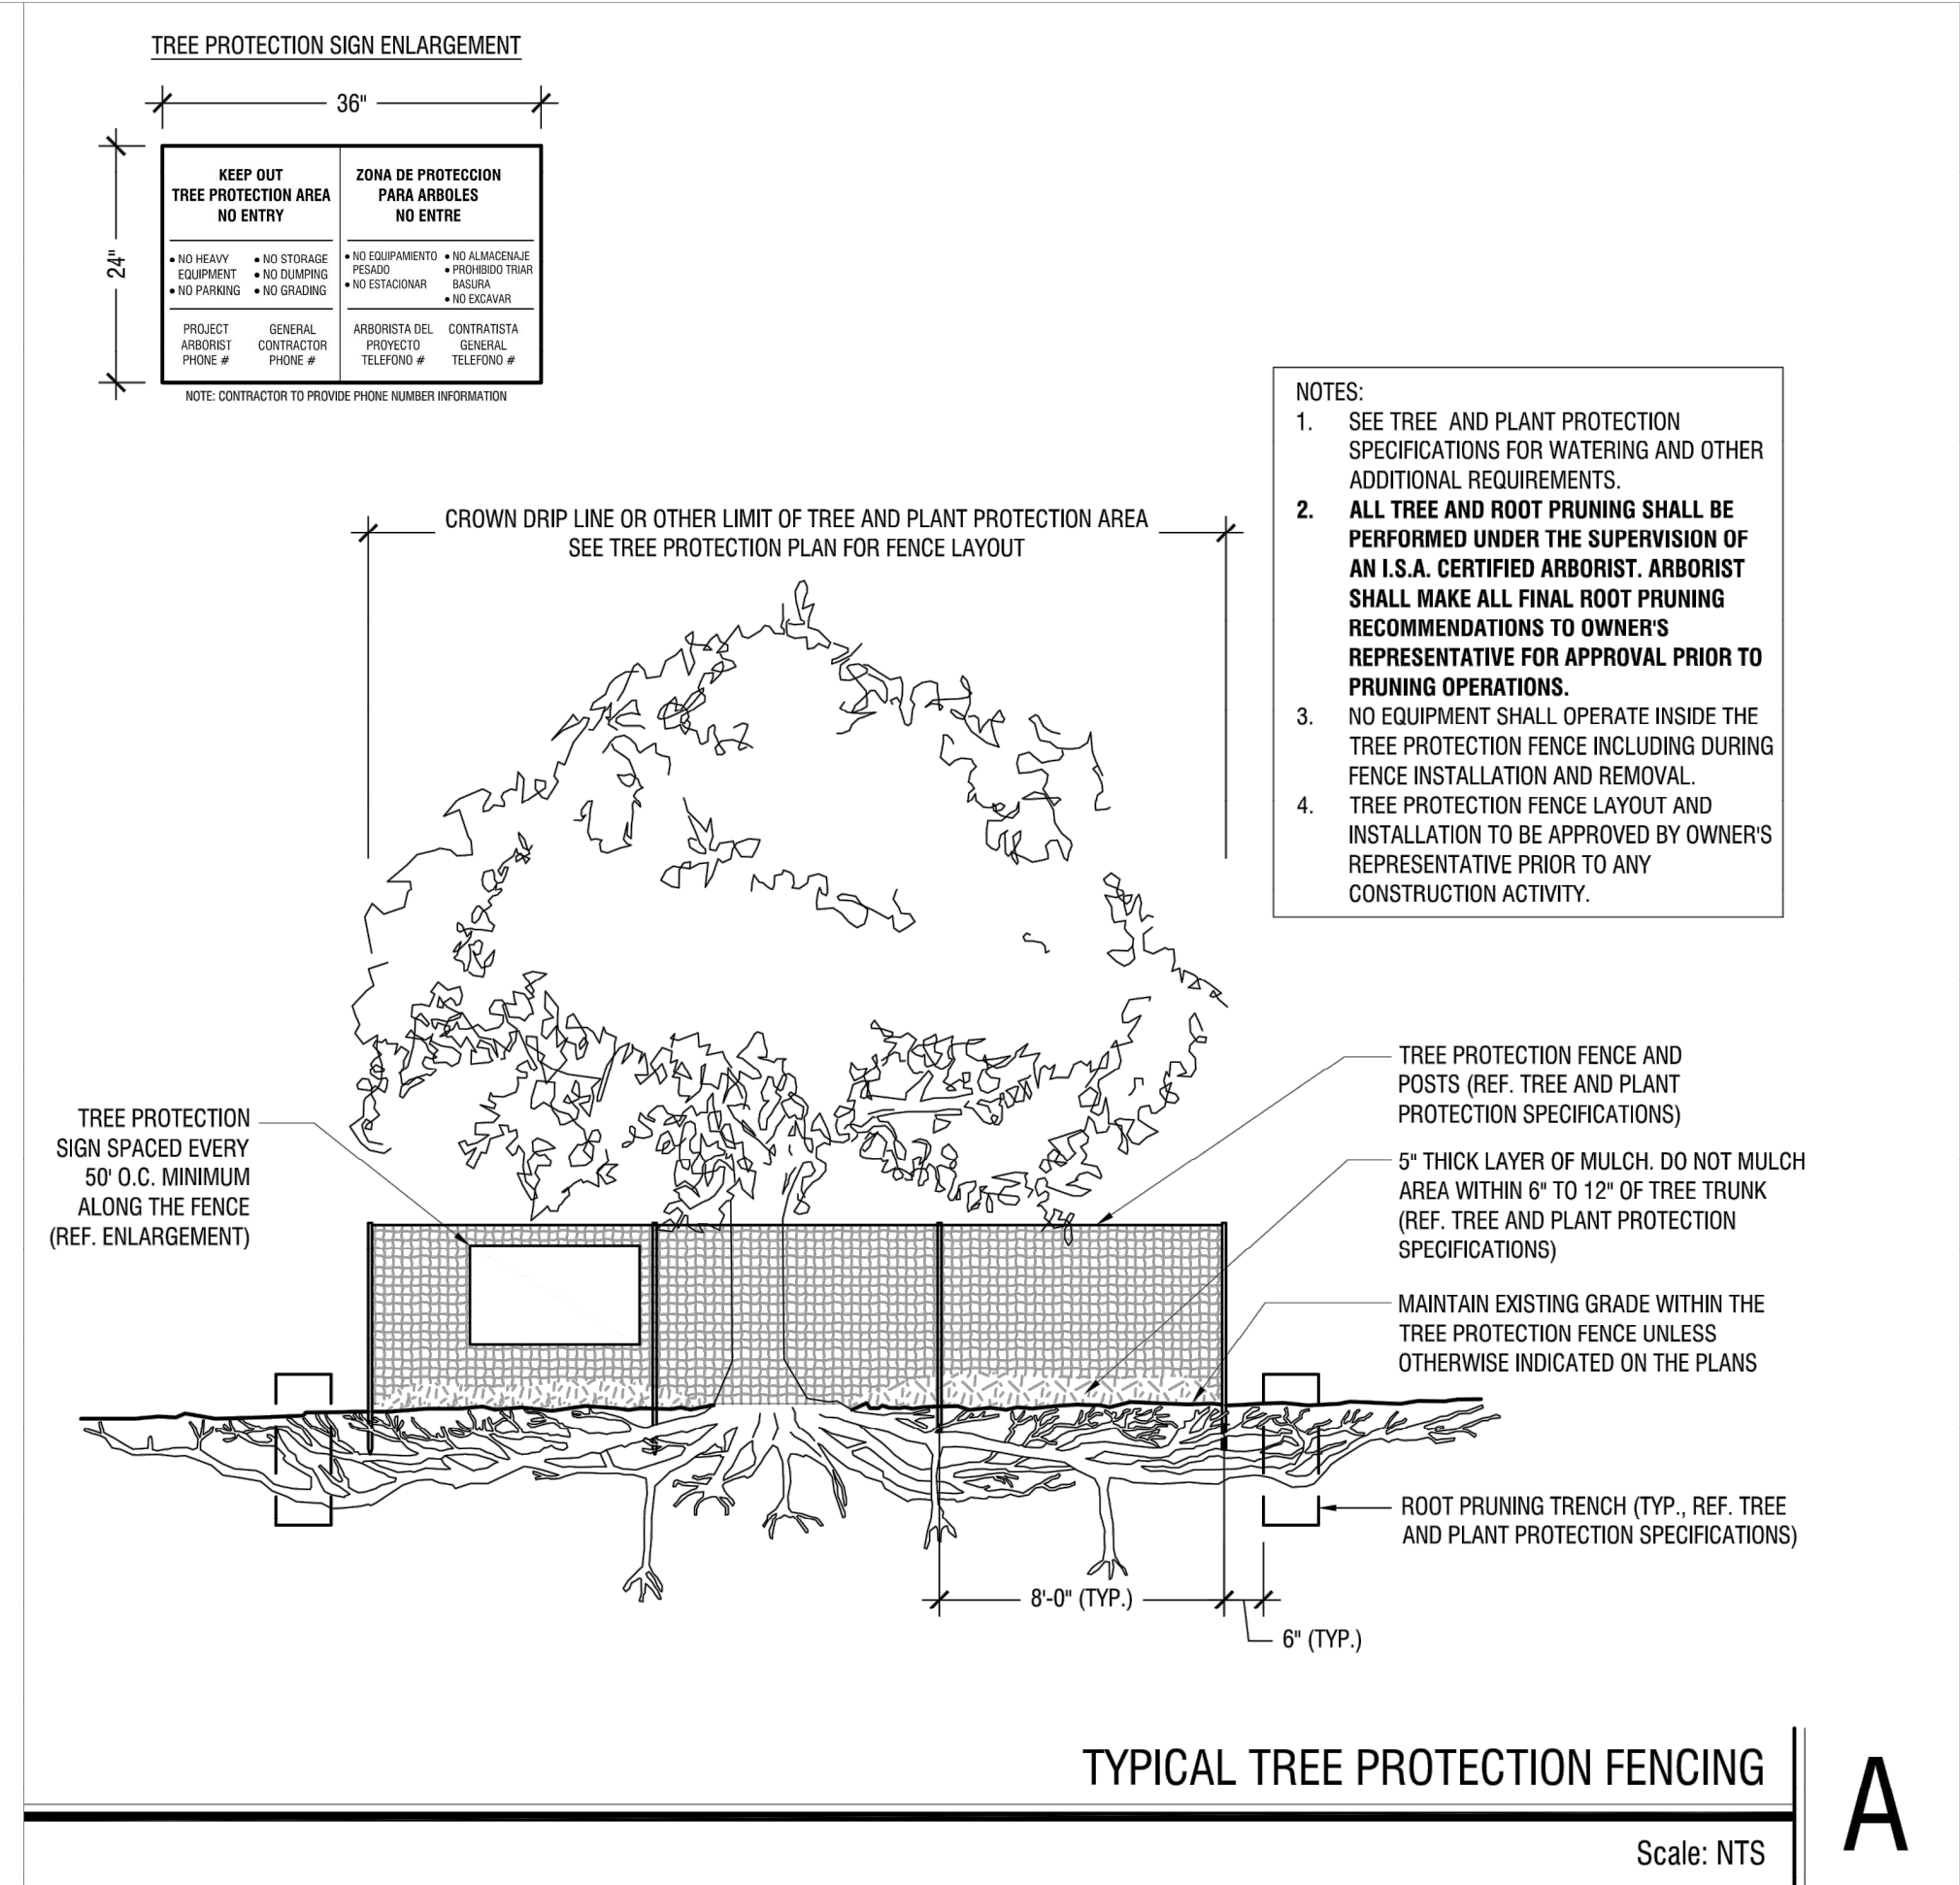 TREE PROTECTION SIGN ENLARGEMENT
36"
24"
KEEP OUT
TREE PROTECTION AREA
NO ENTRY
• NO HEAVY
EQUIPMENT
• NO PARKING
• NO STORAGE
• NO DUMPING
• NO GRADING
PROJECT
ARBORIST
PHONE #
GENERAL
CONTRACTOR
PHONE #
ZONA DE PROTECCION
PARA ARBOLES
NO ENTRE
• NO EQUIPAMIENTO
PESADO
• NO ESTACIONAR
• NO ALMACENAJE
• PROHIBIDO TRIAR
BASURA
• NO EXCAVAR
ARBORISTA DEL
PROYECTO
TELEFONO #
CONTRATISTA
GENERAL
TELEFONO #
NOTE: CONTRACTOR TO PROVIDE PHONE NUMBER INFORMATION
NOTES:
1. SEE TREE AND PLANT PROTECTION
SPECIFICATIONS FOR WATERING AND OTHER
ADDITIONAL REQUIREMENTS.
2. ALL TREE AND ROOT PRUNING SHALL BE
PERFORMED UNDER THE SUPERVISION OF
AN I.S.A. CERTIFIED ARBORIST. ARBORIST
SHALL MAKE ALL FINAL ROOT PRUNING
RECOMMENDATIONS TO OWNER'S
REPRESENTATIVE FOR APPROVAL PRIOR TO
PRUNING OPERATIONS.
3. NO EQUIPMENT SHALL OPERATE INSIDE THE
TREE PROTECTION FENCE INCLUDING DURING
FENCE INSTALLATION AND REMOVAL.
4. TREE PROTECTION FENCE LAYOUT AND
INSTALLATION TO BE APPROVED BY OWNER'S
REPRESENTATIVE PRIOR TO ANY
CONSTRUCTION ACTIVITY.
CROWN DRIP LINE OR OTHER LIMIT OF TREE AND PLANT PROTECTION AREA
SEE TREE PROTECTION PLAN FOR FENCE LAYOUT
TREE PROTECTION
SIGN SPACED EVERY
50' O.C. MINIMUM
ALONG THE FENCE
(REF. ENLARGEMENT)
TREE PROTECTION FENCE AND
POSTS (REF. TREE AND PLANT
PROTECTION SPECIFICATIONS)
5" THICK LAYER OF MULCH. DO NOT MULCH
AREA WITHIN 6" TO 12" OF TREE TRUNK
(REF. TREE AND PLANT PROTECTION
SPECIFICATIONS)
MAINTAIN EXISTING GRADE WITHIN THE
TREE PROTECTION FENCE UNLESS
OTHERWISE INDICATED ON THE PLANS
ROOT PRUNING TRENCH (TYP., REF. TREE
AND PLANT PROTECTION SPECIFICATIONS)
8'-0" (TYP.)
6" (TYP.)
TYPICAL TREE PROTECTION FENCING
A
Scale: NTS